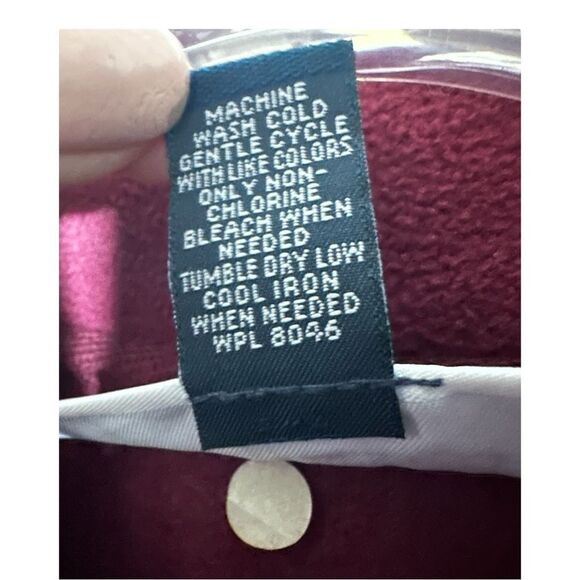 MACHINE
WASH COLD
GENTLE CYCLE
WITH LIKE COLORS
ONLY NON-
CHLORINE
BLEACH WHEN
NEEDED
TUMBLE DRY LOW
COOL IRON
WHEN NEEDED
WPL 8046